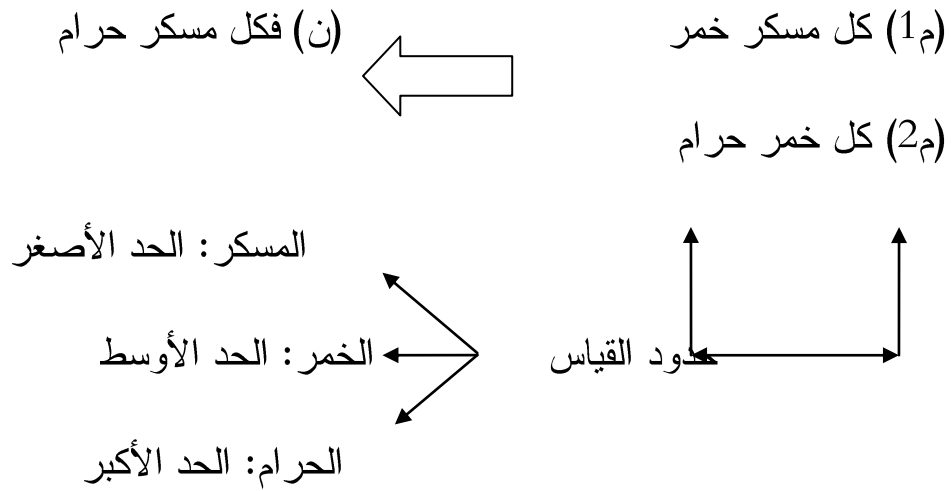 (م1) كل مسكر خمر
(ن) فكل مسكر حرام
(م2) كل خمر حرام
المسكر: الحد الأصغر
حدود القياس
الخمر: الحد الأوسط
الحرام: الحد الأكبر